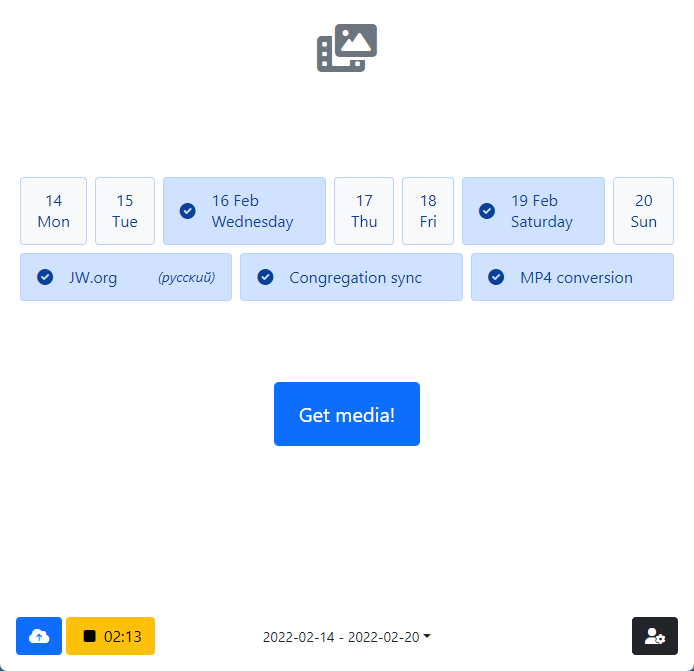 14
Mon
15
Tue
16 Feb
Wednesday
17
Thu
18
Fri
19 Feb
Saturday
20
Sun
JW.org (русский)
Congregation sync
MP4 conversion
Get media!
02:13
2022-02-14 - 2022-02-20